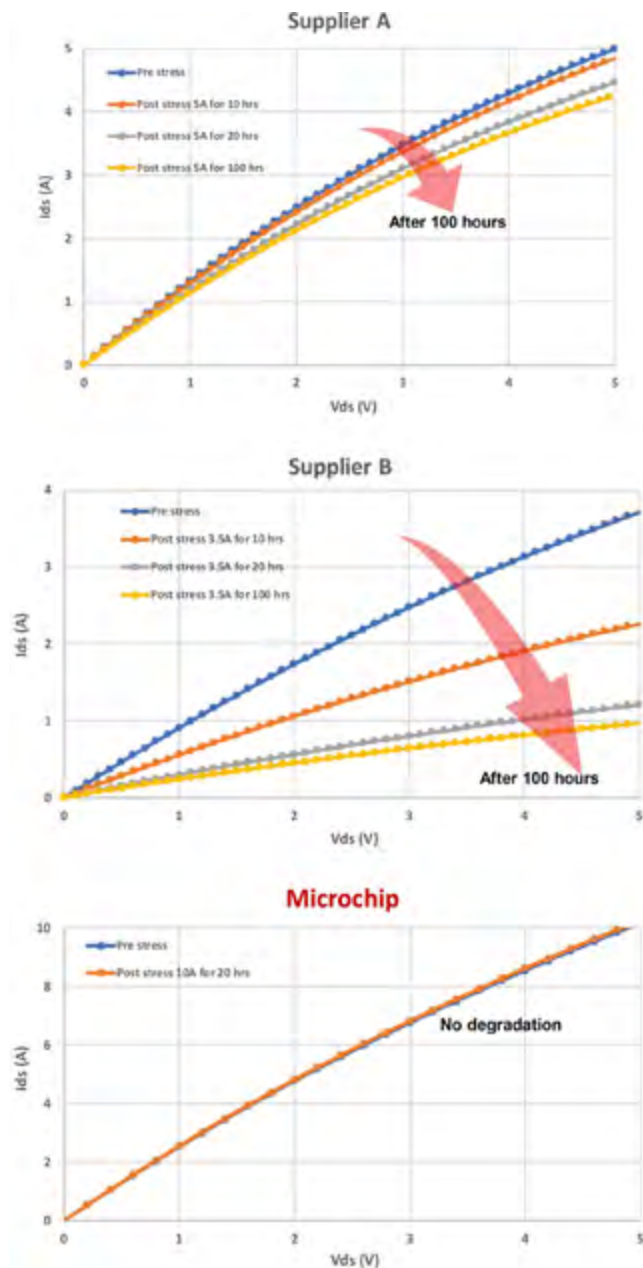 Supplier A
5
Pre stress
Post stress 5A for 10 hrs
4
Post stress 5A for 20 hrs
Post stress 5A for 100 hrs
3
Ids (A)
After 100 hours
2
1
0
0 1 2 3 4 5
Vds (V)
Supplier B
4
Pre stress
Post stress 3.5A for 10 hrs
Post stress 3.5A for 20 hrs
3
Post stress 3.5A for 100 hrs
Ids (A)
2
1
After 100 hours
0
0 1 2 3 4 5
Vds (V)
Microchip
10
Pre stress
Post stress 10A for 20 hrs
8
No degradation
6
Ids (A)
4
2
0
0 1 2 3 4 5
Vds (V)